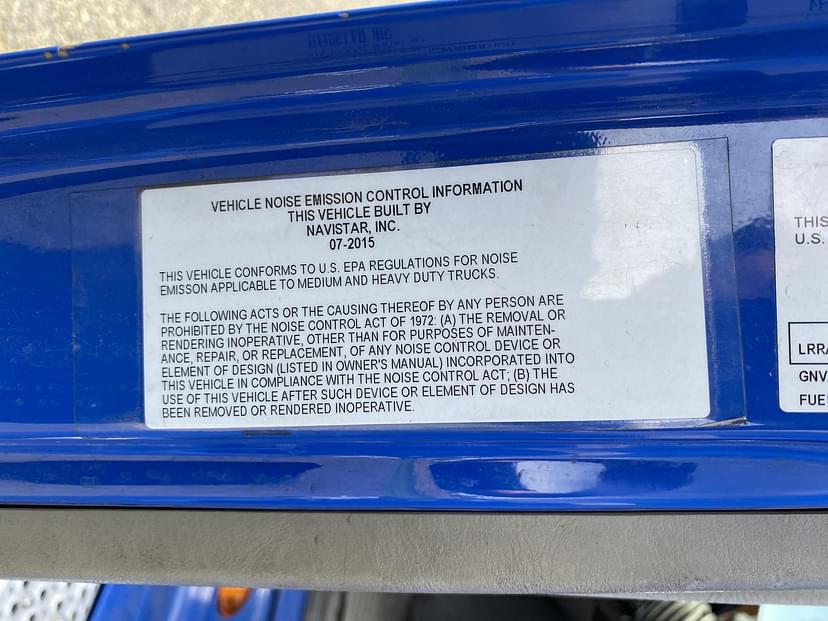 VEHICLE NOISE EMISSION CONTROL INFORMATION
THIS VEHICLE BUILT BY
NAVISTAR, INC.
07-2015
THIS VEHICLE CONFORMS TO U.S. EPA REGULATIONS FOR NOISE
EMISSON APPLICABLE TO MEDIUM AND HEAVY DUTY TRUCKS.
THE FOLLOWING ACTS OR THE CAUSING THEREOF BY ANY PERSON ARE
PROHIBITED BY THE NOISE CONTROL ACT OF 1972: (A) THE REMOVAL OR
RENDERING INOPERATIVE, OTHER THAN FOR PURPOSES OF MAINTEN-
ANCE, REPAIR, OR REPLACEMENT, OF ANY NOISE CONTROL DEVICE OR
ELEMENT OF DESIGN (LISTED IN OWNER'S MANUAL) INCORPORATED INTO
THIS VEHICLE IN COMPLIANCE WITH THE NOISE CONTROL ACT; (B) THE
USE OF THIS VEHICLE AFTER SUCH DEVICE OR ELEMENT OF DESIGN HAS
BEEN REMOVED OR RENDERED INOPERATIVE.
THIS
U.S.
LRRA
GNV
FUE